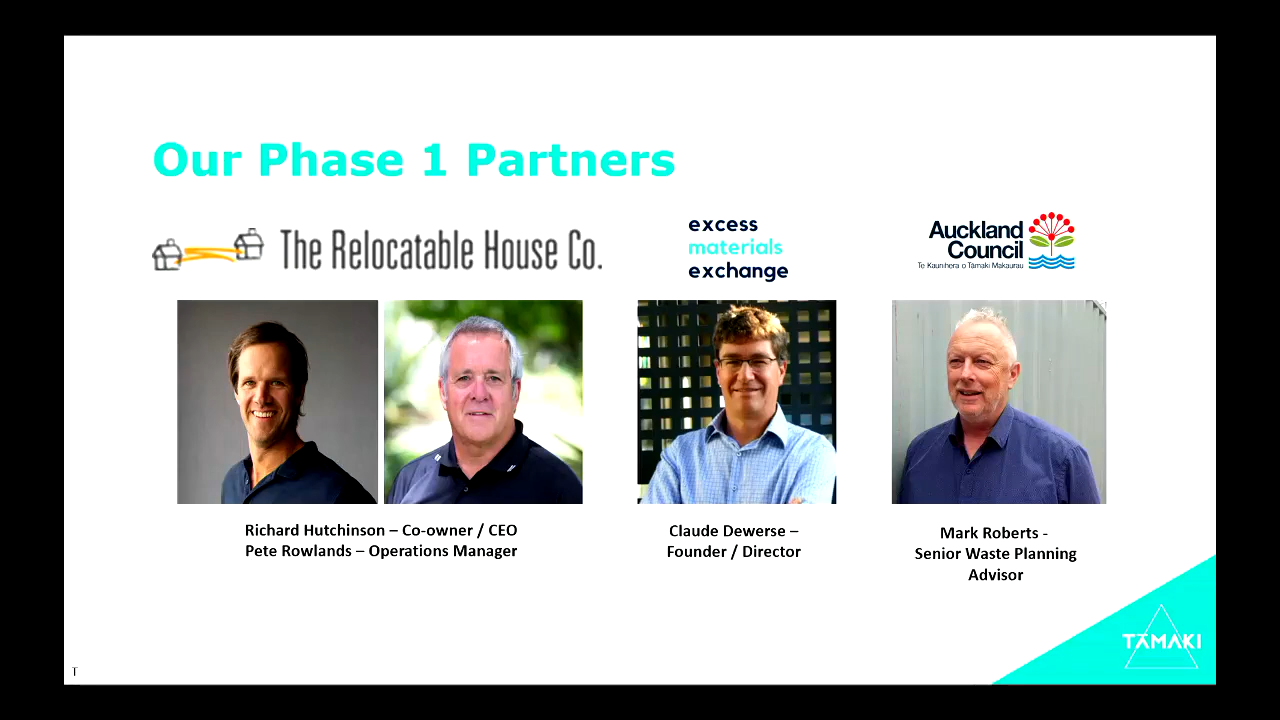 Our Phase 1 Partners
The Relocatable House Co.
excess
materials
exchange
Auckland
Council
Te Kaunihera o Tāmaki Makaurau
Richard Hutchinson – Co-owner / CEO
Pete Rowlands – Operations Manager
Claude Dewerse –
Founder / Director
Mark Roberts -
Senior Waste Planning
Advisor
TĀMAKI
T